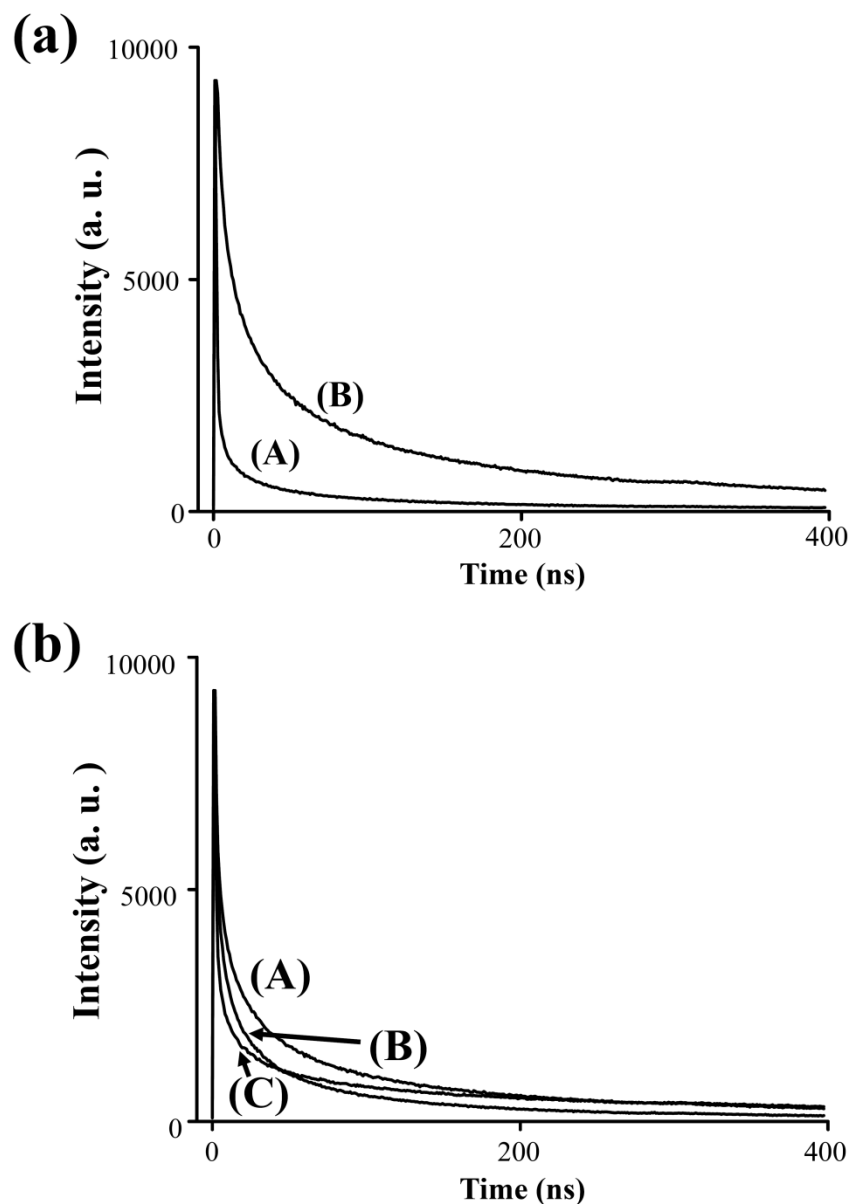 (a)
10000
5000
0
Intensity (a. u. )
(B)
(A)
0
200
400
Time (ns)
(b)
10000
5000
0
Intensity (a. u. )
(A)
(B)
(C)
0
200
400
Time (ns)